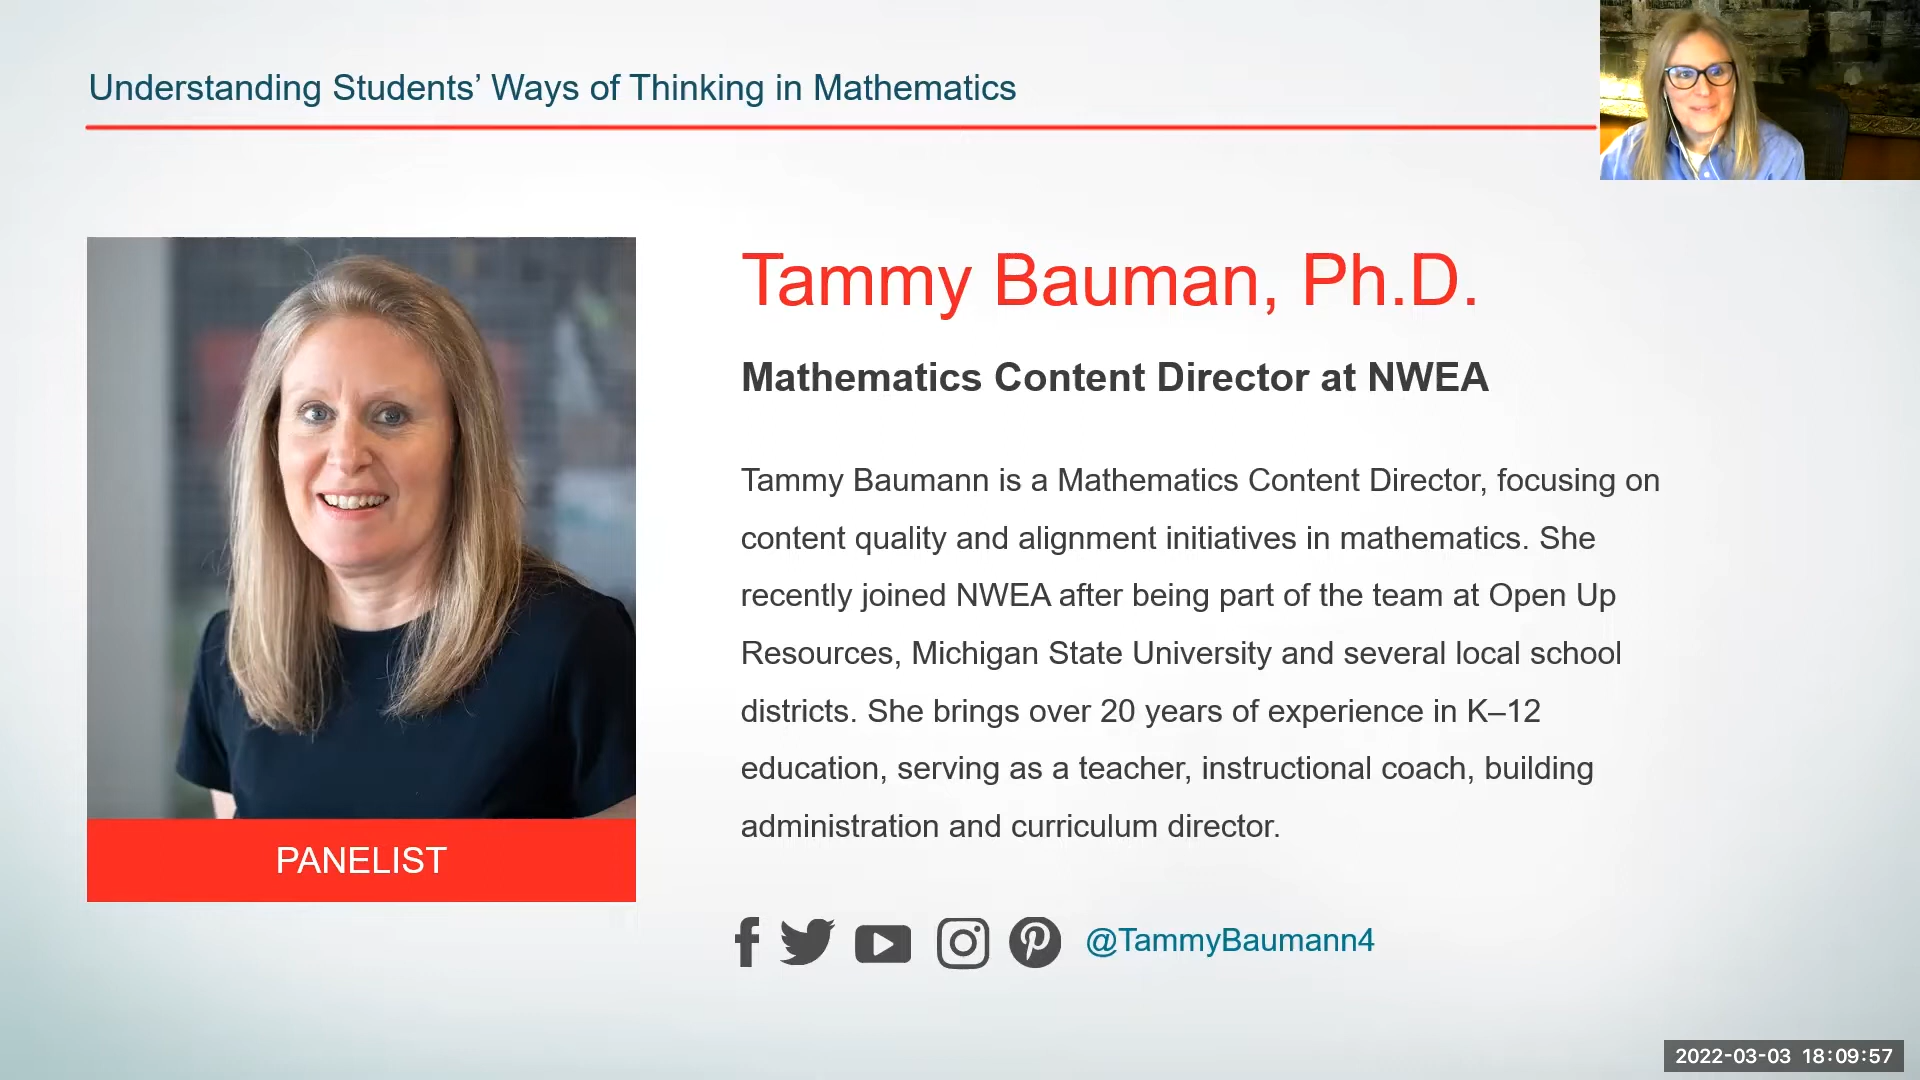 Understanding Students’ Ways of Thinking in Mathematics
Tammy Bauman, Ph.D.
Mathematics Content Director at NWEA
Tammy Baumann is a Mathematics Content Director, focusing on
content quality and alignment initiatives in mathematics. She
recently joined NWEA after being part of the team at Open Up
Resources, Michigan State University and several local school
districts. She brings over 20 years of experience in K–12
education, serving as a teacher, instructional coach, building
administration and curriculum director.
PANELIST
@TammyBaumann4
2022-03-03 18:09:57